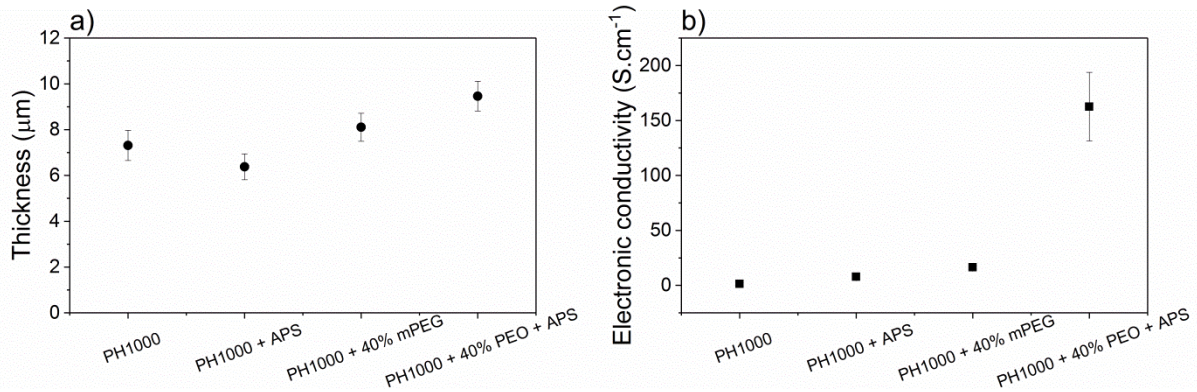 a)
Thickness (μm)
12
10
8
6
4
2
0
PH1000
PH1000 + APS
PH1000 + 40% mPEG
PH1000 + 40% PEO + APS
b)
Electronic conductivity (S.cm⁻¹)
200
150
100
50
0
PH1000
PH1000 + APS
PH1000 + 40% mPEG
PH1000 + 40% PEO + APS